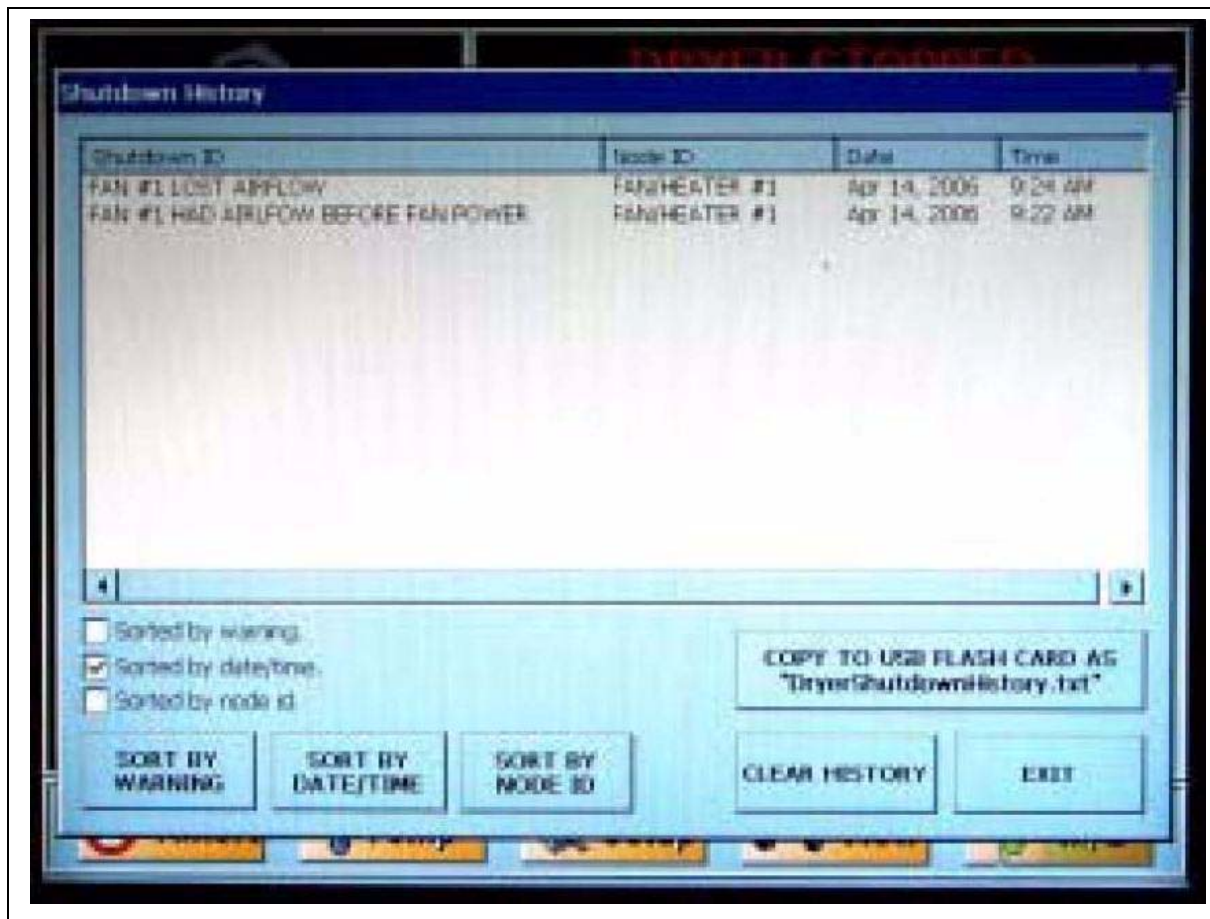 DRYER STOPPED
Shutdown History
Shutdown ID Node ID Date Time
FAN #1 LOST AIRFLOW FAN/HEATER #1 Apr 14, 2006 9:24 AM
FAN #1 HAD AIRLFOW BEFORE FAN POWER FAN/HEATER #1 Apr 14, 2006 9:22 AM
Sorted by warning.
Sorted by date/time.
Sorted by node id.
COPY TO USB FLASH CARD AS
"DryerShutdownHistory.txt"
SORT BY
WARNING
SORT BY
DATE/TIME
SORT BY
NODE ID
CLEAR HISTORY
EXIT